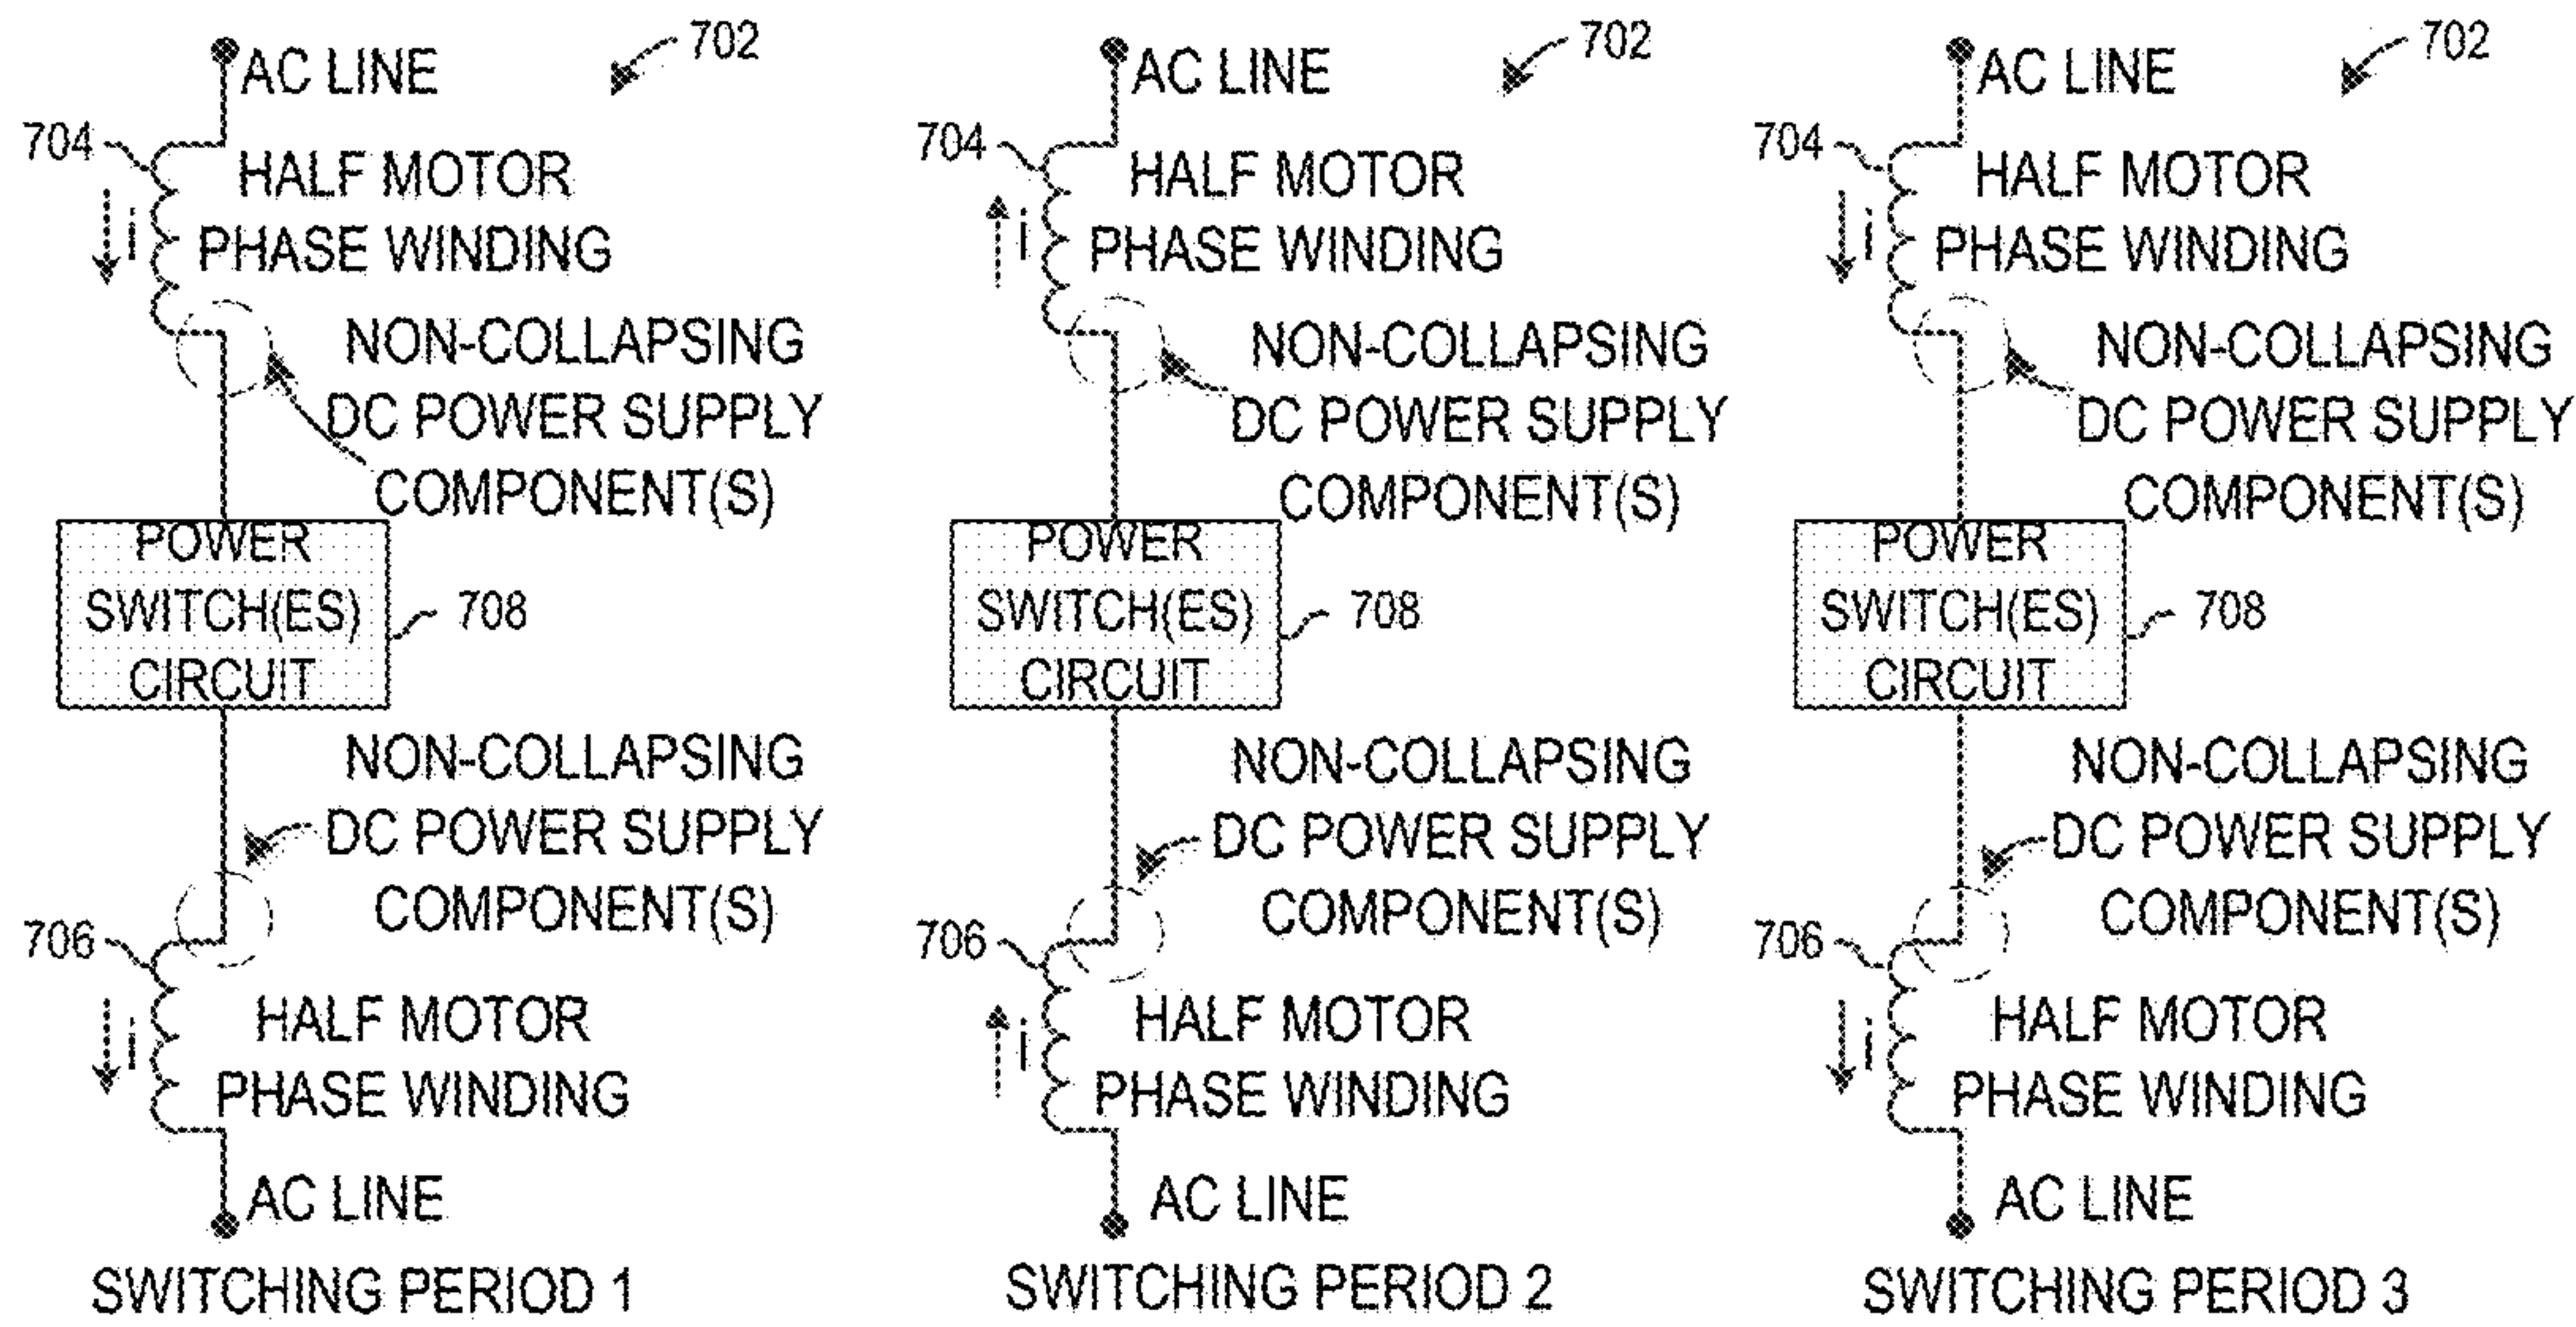 AC LINE
702
704
HALF MOTOR
PHASE WINDING
i
NON-COLLAPSING
DC POWER SUPPLY
COMPONENT(S)
POWER
SWITCH(ES)
CIRCUIT
708
NON-COLLAPSING
DC POWER SUPPLY
COMPONENT(S)
706
HALF MOTOR
PHASE WINDING
i
AC LINE
SWITCHING PERIOD 1
AC LINE
702
704
HALF MOTOR
PHASE WINDING
i
NON-COLLAPSING
DC POWER SUPPLY
COMPONENT(S)
POWER
SWITCH(ES)
CIRCUIT
708
NON-COLLAPSING
DC POWER SUPPLY
COMPONENT(S)
706
HALF MOTOR
PHASE WINDING
i
AC LINE
SWITCHING PERIOD 2
AC LINE
702
704
HALF MOTOR
PHASE WINDING
i
NON-COLLAPSING
DC POWER SUPPLY
COMPONENT(S)
POWER
SWITCH(ES)
CIRCUIT
708
NON-COLLAPSING
DC POWER SUPPLY
COMPONENT(S)
706
HALF MOTOR
PHASE WINDING
i
AC LINE
SWITCHING PERIOD 3